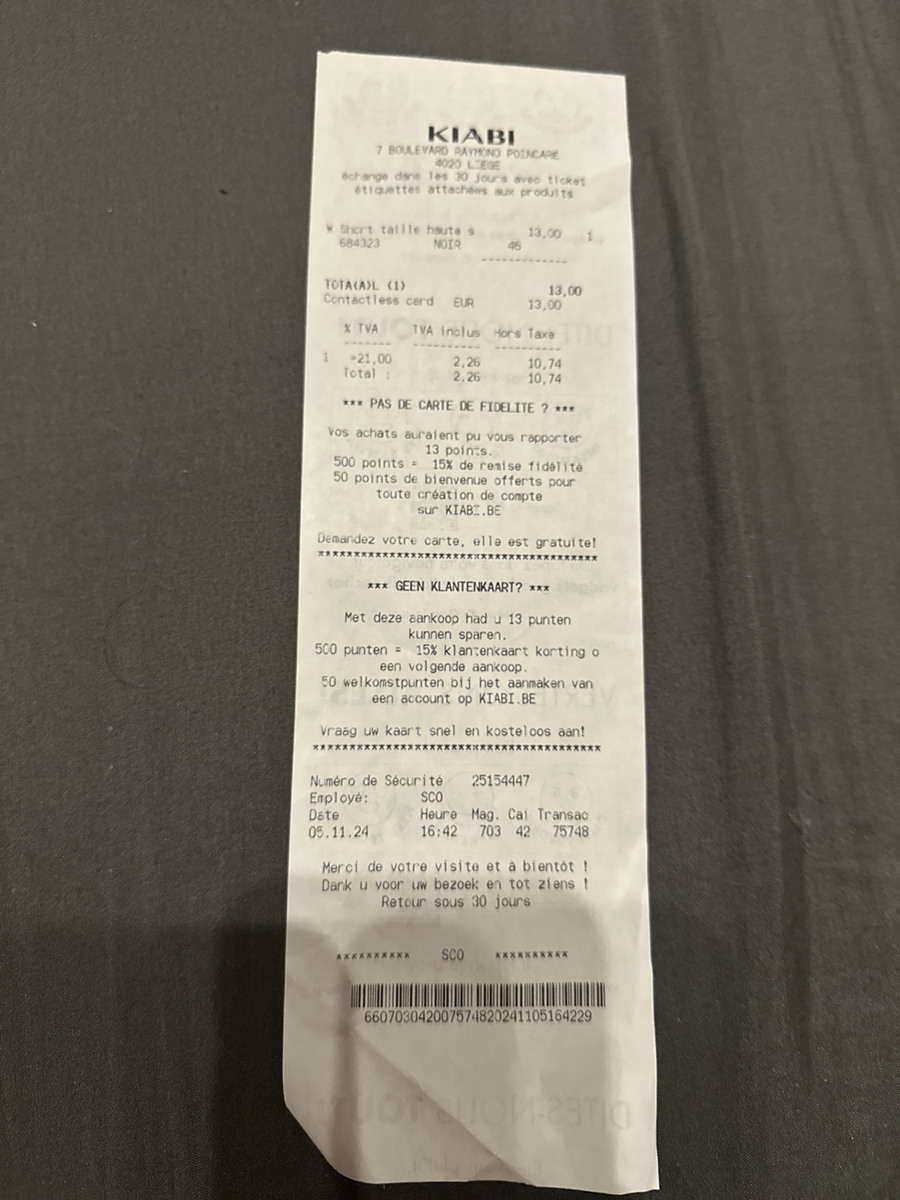 KIABI
7 BOULEVARD RAYMOND POINCARE
4020 LIEGE
échange dans les 30 jours avec ticket
étiquettes attachées aux produits
W Short taille haute s 13,00 1
684323 NOIR 46
-------------
TOTA(A)L (1) 13,00
Contactless card EUR 13,00
% TVA TVA inclus Hors Taxe
------- ---------- ----------
1 >21,00 2,26 10,74
Total : 2,26 10,74
*** PAS DE CARTE DE FIDELITE ? ***
Vos achats auraient pu vous rapporter
13 points.
500 points = 15% de remise fidélité
50 points de bienvenue offerts pour
toute création de compte
sur KIABI.BE
Demandez votre carte, elle est gratuite!
****************************************
*** GEEN KLANTENKAART? ***
Met deze aankoop had u 13 punten
kunnen sparen.
500 punten = 15% klantenkaart korting o
een volgende aankoop.
50 welkomstpunten bij het aanmaken van
een account op KIABI.BE
Vraag uw kaart snel en kosteloos aan!
****************************************
Numéro de Sécurité 25154447
Employé: SCO
Date Heure Mag. Cai Transac
05.11.24 16:42 703 42 75748
Merci de votre visite et à bientôt !
Dank u voor uw bezoek en tot ziens !
Retour sous 30 jours
********** SCO **********
660703042007574820241105164229
DITES-NOUS TOUT!